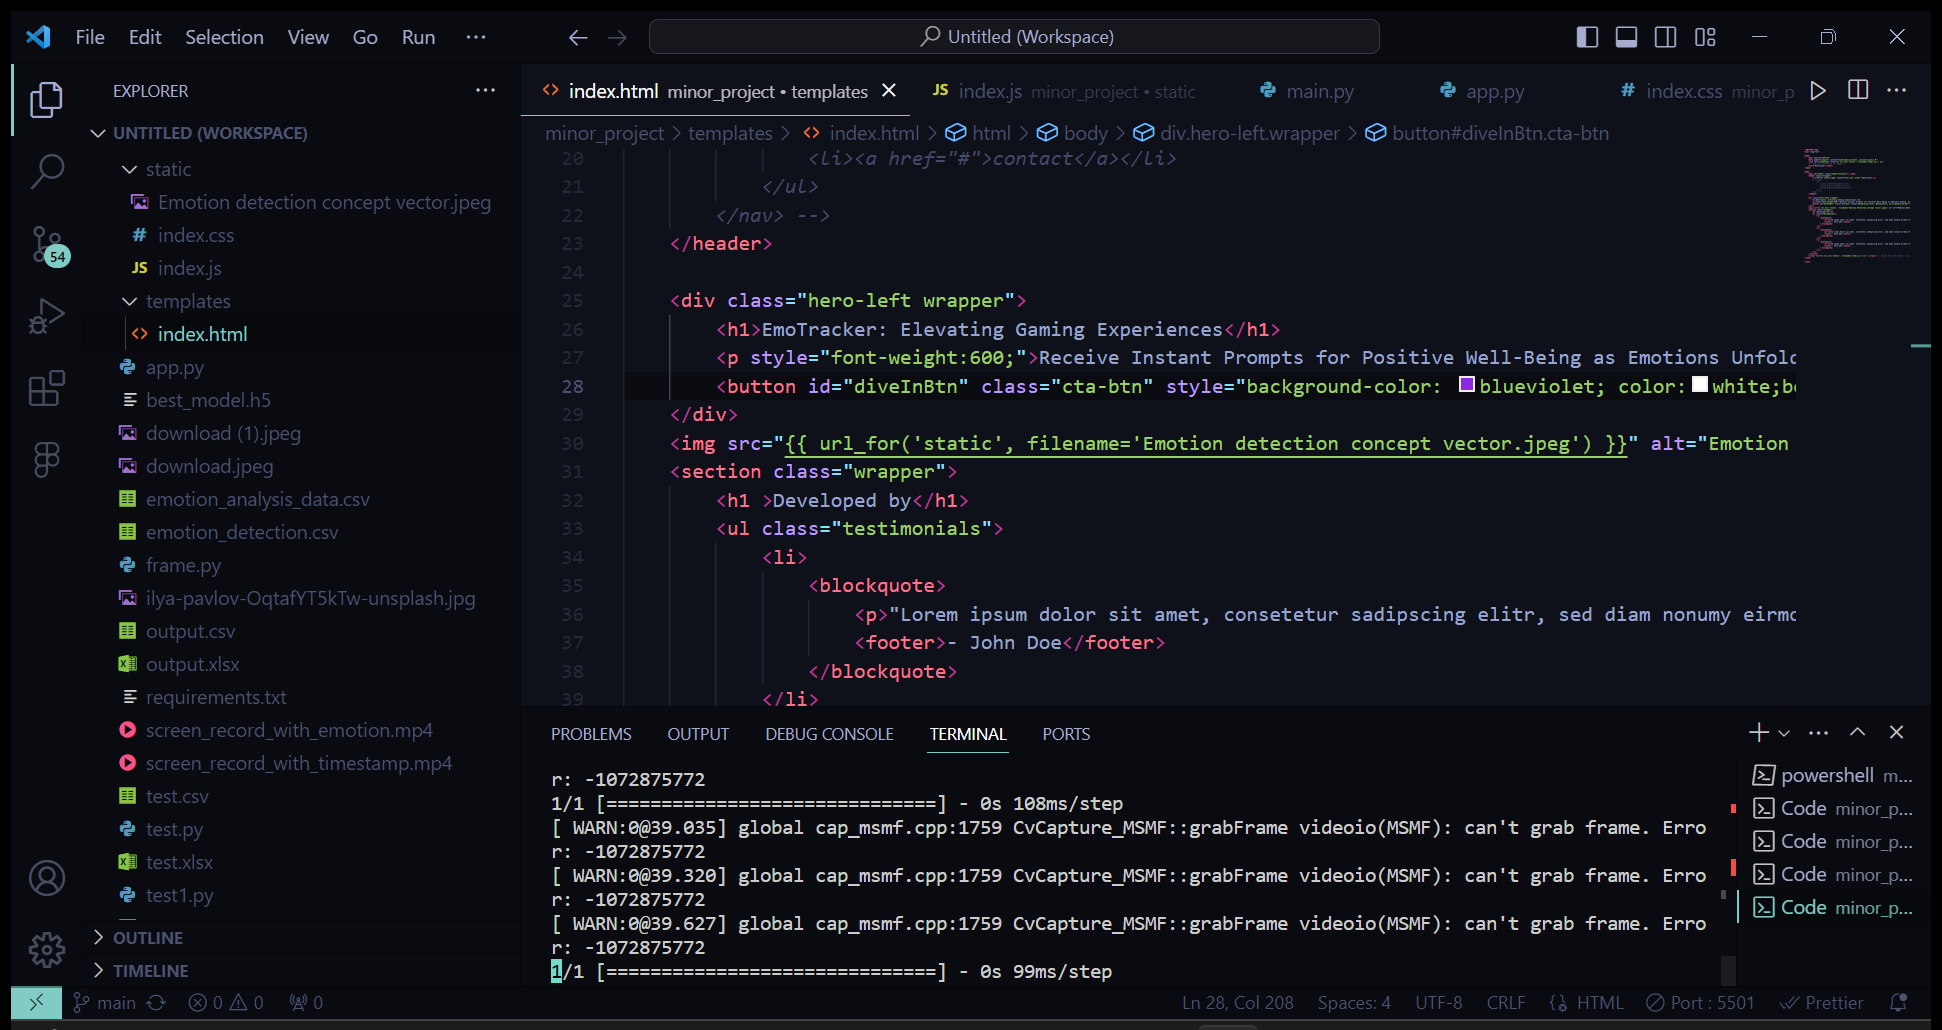 File Edit Selection View Go Run ···
Untitled (Workspace)
EXPLORER
UNTITLED (WORKSPACE)
static
Emotion detection concept vector.jpeg
# index.css
JS index.js
templates
<> index.html
app.py
best_model.h5
download (1).jpeg
download.jpeg
emotion_analysis_data.csv
emotion_detection.csv
frame.py
ilya-pavlov-OqtafYT5kTw-unsplash.jpg
output.csv
output.xlsx
requirements.txt
screen_record_with_emotion.mp4
screen_record_with_timestamp.mp4
test.csv
test.py
test.xlsx
test1.py
OUTLINE
TIMELINE
54
<> index.html minor_project • templates
JS index.js minor_project • static
main.py
app.py
# index.css minor_p
minor_project > templates > <> index.html > html > body > div.hero-left.wrapper > button#diveInBtn.cta-btn
20 <li><a href="#">contact</a></li>
21 </ul>
22 </nav> -->
23 </header>
24
25 <div class="hero-left wrapper">
26 <h1>EmoTracker: Elevating Gaming Experiences</h1>
27 <p style="font-weight:600;">Receive Instant Prompts for Positive Well-Being as Emotions Unfol
28 <button id="diveInBtn" class="cta-btn" style="background-color: blueviolet; color: white;b
29 </div>
30 <img src="{{ url_for('static', filename='Emotion detection concept vector.jpeg') }}" alt="Emotion
31 <section class="wrapper">
32 <h1 >Developed by</h1>
33 <ul class="testimonials">
34 <li>
35 <blockquote>
36 <p>"Lorem ipsum dolor sit amet, consetetur sadipscing elitr, sed diam nonumy eirm
37 <footer>- John Doe</footer>
38 </blockquote>
39 </li>
PROBLEMS OUTPUT DEBUG CONSOLE TERMINAL PORTS
r: -1072875772
1/1 [==============================] - 0s 108ms/step
[ WARN:0@39.035] global cap_msmf.cpp:1759 CvCapture_MSMF::grabFrame videoio(MSMF): can't grab frame. Erro
r: -1072875772
[ WARN:0@39.320] global cap_msmf.cpp:1759 CvCapture_MSMF::grabFrame videoio(MSMF): can't grab frame. Erro
r: -1072875772
[ WARN:0@39.627] global cap_msmf.cpp:1759 CvCapture_MSMF::grabFrame videoio(MSMF): can't grab frame. Erro
r: -1072875772
1/1 [==============================] - 0s 99ms/step
powershell m...
Code minor_p...
Code minor_p...
Code minor_p...
Code minor_p...
main 0 0 0 Ln 28, Col 208 Spaces: 4 UTF-8 CRLF HTML Port : 5501 Prettier